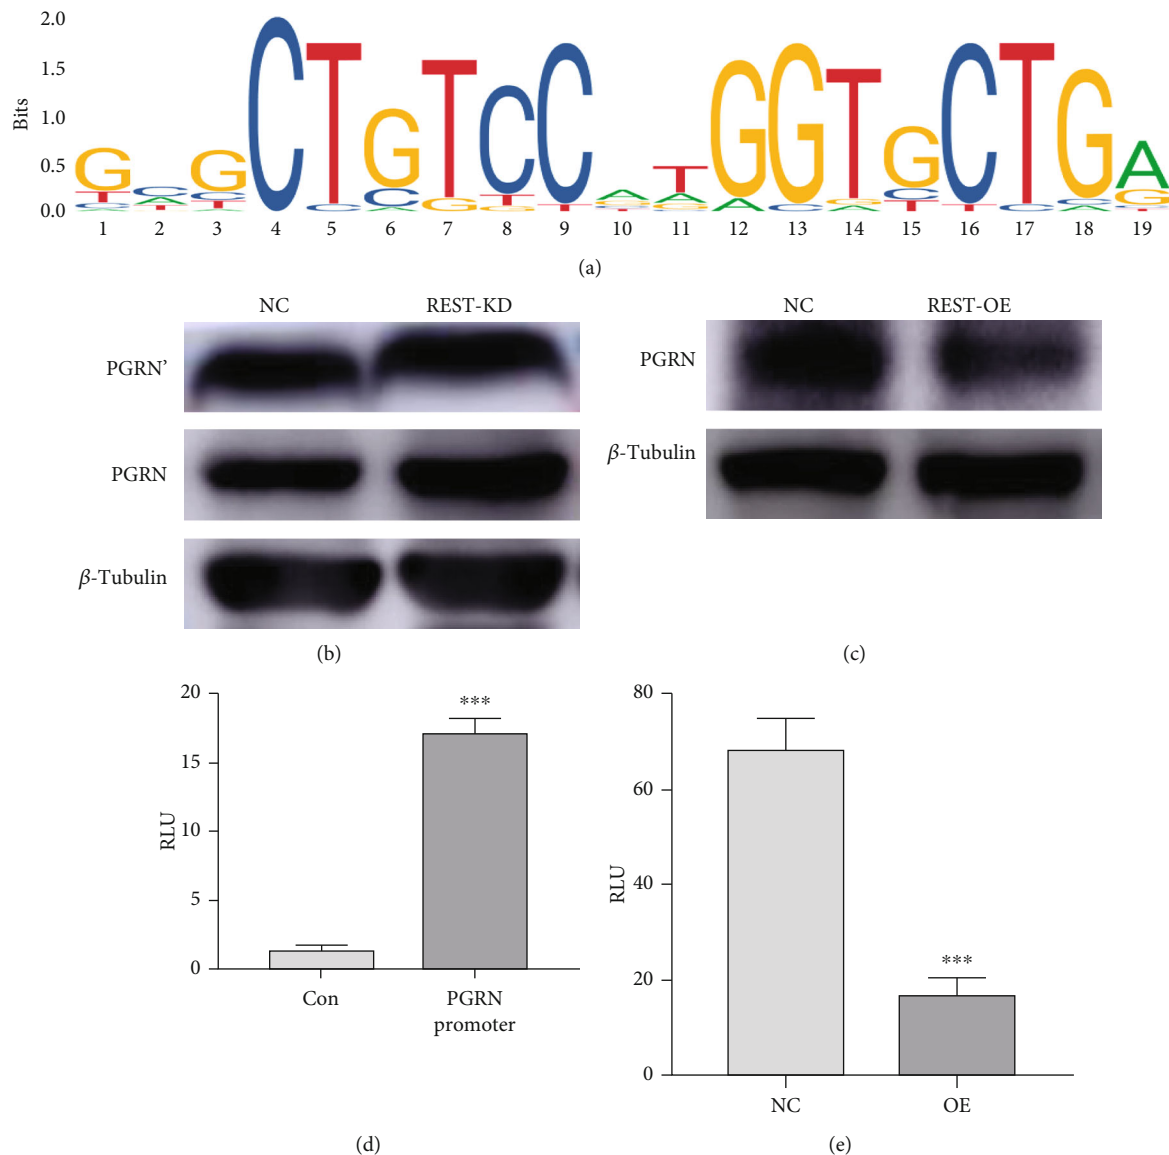 2.0
1.5
1.0
0.5
0.0
Bits
G G C T G T C C T G G T G C T G A
1 2 3 4 5 6 7 8 9 10 11 12 13 14 15 16 17 18 19
(a)
NC REST-KD
PGRN’
PGRN
β-Tubulin
(b)
NC REST-OE
PGRN
β-Tubulin
(c)
20
15
10
5
0
RLU
***
Con PGRN
promoter
(d)
80
60
40
20
0
RLU
***
NC OE
(e)